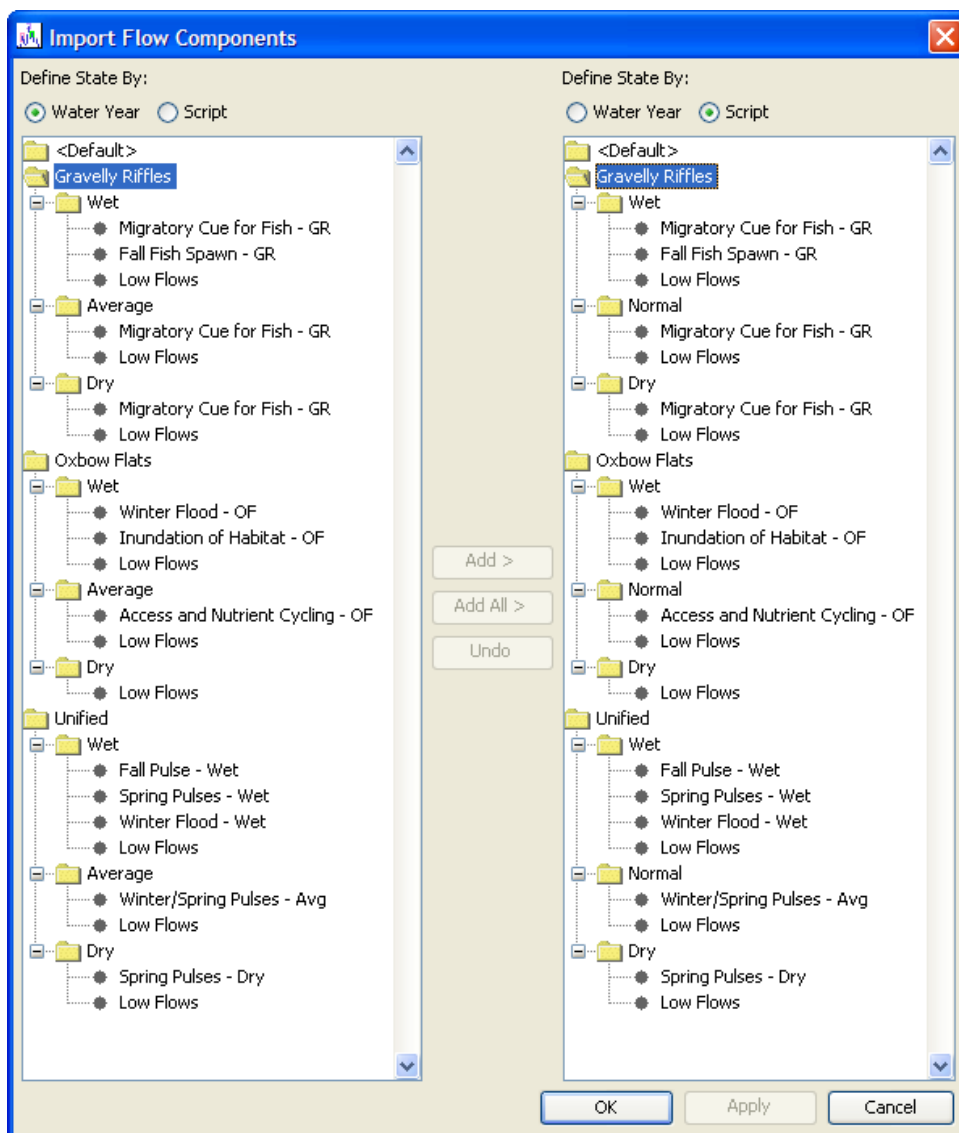 Import Flow Components
Define State By:
Water Year Script
<Default>
Gravelly Riffles
Wet
Migratory Cue for Fish - GR
Fall Fish Spawn - GR
Low Flows
Average
Migratory Cue for Fish - GR
Low Flows
Dry
Migratory Cue for Fish - GR
Low Flows
Oxbow Flats
Wet
Winter Flood - OF
Inundation of Habitat - OF
Low Flows
Average
Access and Nutrient Cycling - OF
Low Flows
Dry
Low Flows
Unified
Wet
Fall Pulse - Wet
Spring Pulses - Wet
Winter Flood - Wet
Low Flows
Average
Winter/Spring Pulses - Avg
Low Flows
Dry
Spring Pulses - Dry
Low Flows
Add >
Add All >
Undo
Define State By:
Water Year Script
<Default>
Gravelly Riffles
Wet
Migratory Cue for Fish - GR
Fall Fish Spawn - GR
Low Flows
Normal
Migratory Cue for Fish - GR
Low Flows
Dry
Migratory Cue for Fish - GR
Low Flows
Oxbow Flats
Wet
Winter Flood - OF
Inundation of Habitat - OF
Low Flows
Normal
Access and Nutrient Cycling - OF
Low Flows
Dry
Low Flows
Unified
Wet
Fall Pulse - Wet
Spring Pulses - Wet
Winter Flood - Wet
Low Flows
Normal
Winter/Spring Pulses - Avg
Low Flows
Dry
Spring Pulses - Dry
Low Flows
OK Apply Cancel